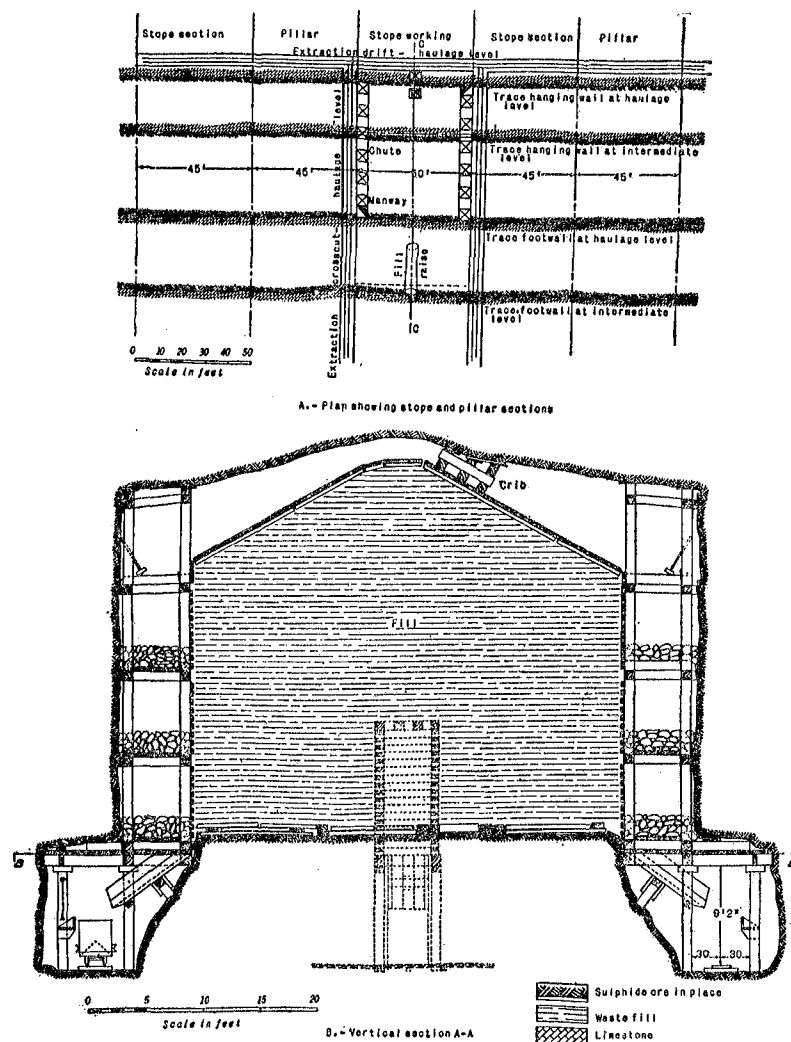 Stope section
Pillar
Stope working
Stope section
Pillar
Extraction drift - haulage level
level
haulage
crosscut
Extraction
Trace hanging wall at haulage
level
Chute
Trace hanging wall at intermediate
level
45'
45'
45'
45'
Manway
Trace footwall at haulage level
Fill
raise
Trace footwall at intermediate
level
0 10 20 30 40 50
Scale in feet
A.- Plan showing stope and pillar sections
Crib
Fill
9'2"
30 30
0 5 10 15 20
Scale in feet
B.- Vertical section A-A
Sulphide ore in place
Waste fill
Limestone